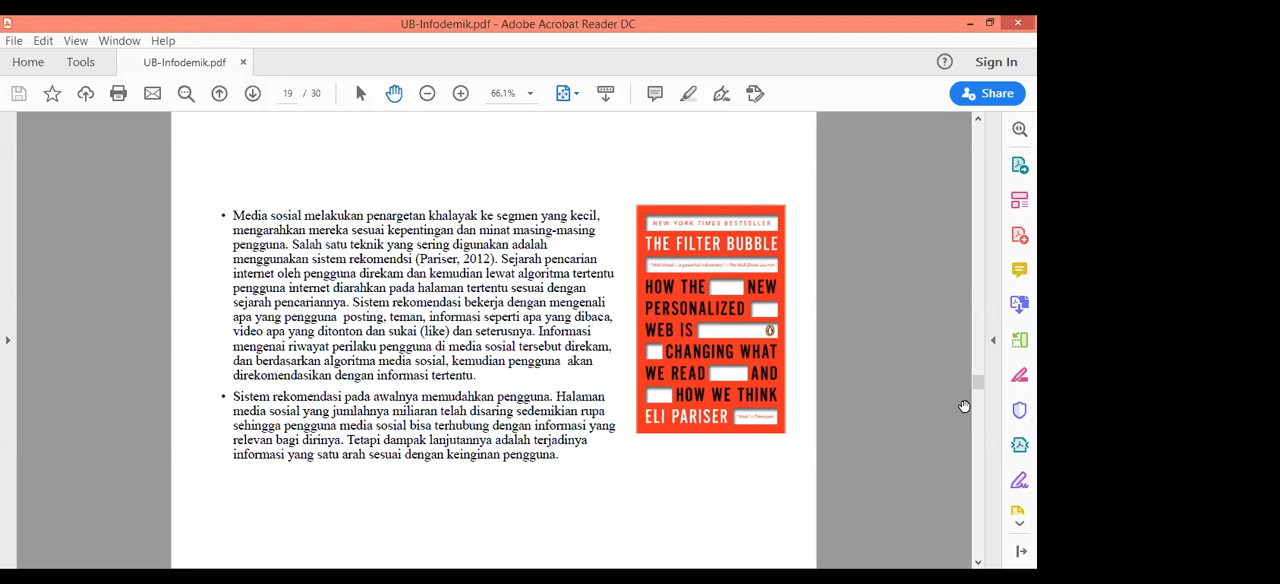 UB-Infodemik.pdf - Adobe Acrobat Reader DC
File Edit View Window Help
Home Tools UB-Infodemik.pdf × Sign In
19 / 30 66.1% Share
• Media sosial melakukan penargetan khalayak ke segmen yang kecil,
mengarahkan mereka sesuai kepentingan dan minat masing-masing
pengguna. Salah satu teknik yang sering digunakan adalah
menggunakan sistem rekomendsi (Pariser, 2012). Sejarah pencarian
internet oleh pengguna direkam dan kemudian lewat algoritma tertentu
pengguna internet diarahkan pada halaman tertentu sesuai dengan
sejarah pencariannya. Sistem rekomendasi bekerja dengan mengenali
apa yang pengguna posting, teman, informasi seperti apa yang dibaca,
video apa yang ditonton dan sukai (like) dan seterusnya. Informasi
mengenai riwayat perilaku pengguna di media sosial tersebut direkam,
dan berdasarkan algoritma media sosial, kemudian pengguna akan
direkomendasikan dengan informasi tertentu.
• Sistem rekomendasi pada awalnya memudahkan pengguna. Halaman
media sosial yang jumlahnya miliaran telah disaring sedemikian rupa
sehingga pengguna media sosial bisa terhubung dengan informasi yang
relevan bagi dirinya. Tetapi dampak lanjutannya adalah terjadinya
informasi yang satu arah sesuai dengan keinginan pengguna.
NEW YORK TIMES BESTSELLER
THE FILTER BUBBLE
HOW THE NEW
PERSONALIZED
WEB IS
CHANGING WHAT
WE READ AND
HOW WE THINK
ELI PARISER